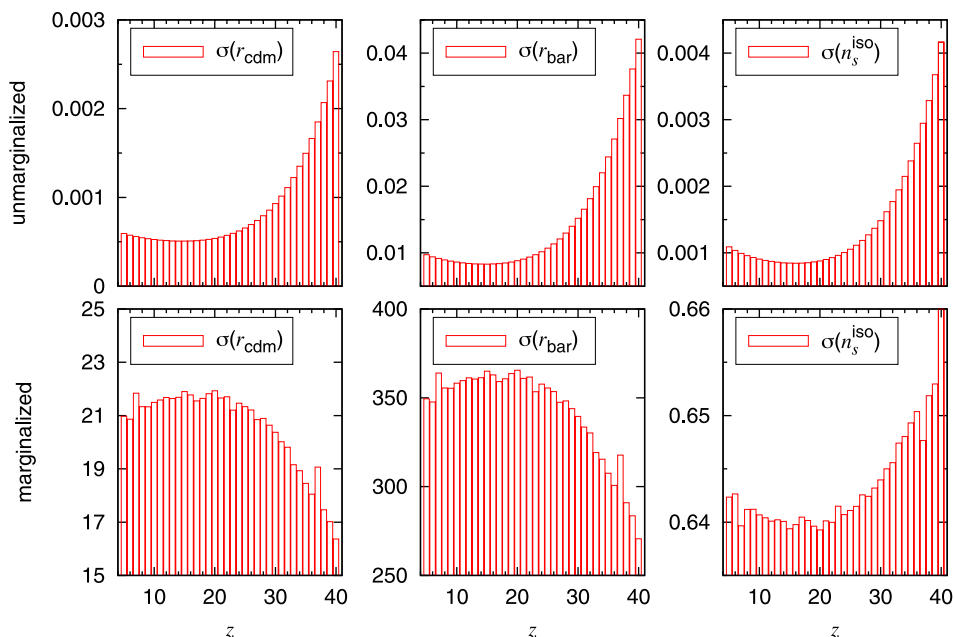 0.003
0.002
0.001
0
σ(r_cdm)
unmarginalized
0.04
0.03
0.02
0.01
σ(r_bar)
0.004
0.003
0.002
0.001
σ(n_s^iso)
25
23
21
19
17
15
σ(r_cdm)
marginalized
10 20 30 40
z
400
350
300
250
σ(r_bar)
10 20 30 40
z
0.66
0.65
0.64
σ(n_s^iso)
10 20 30 40
z